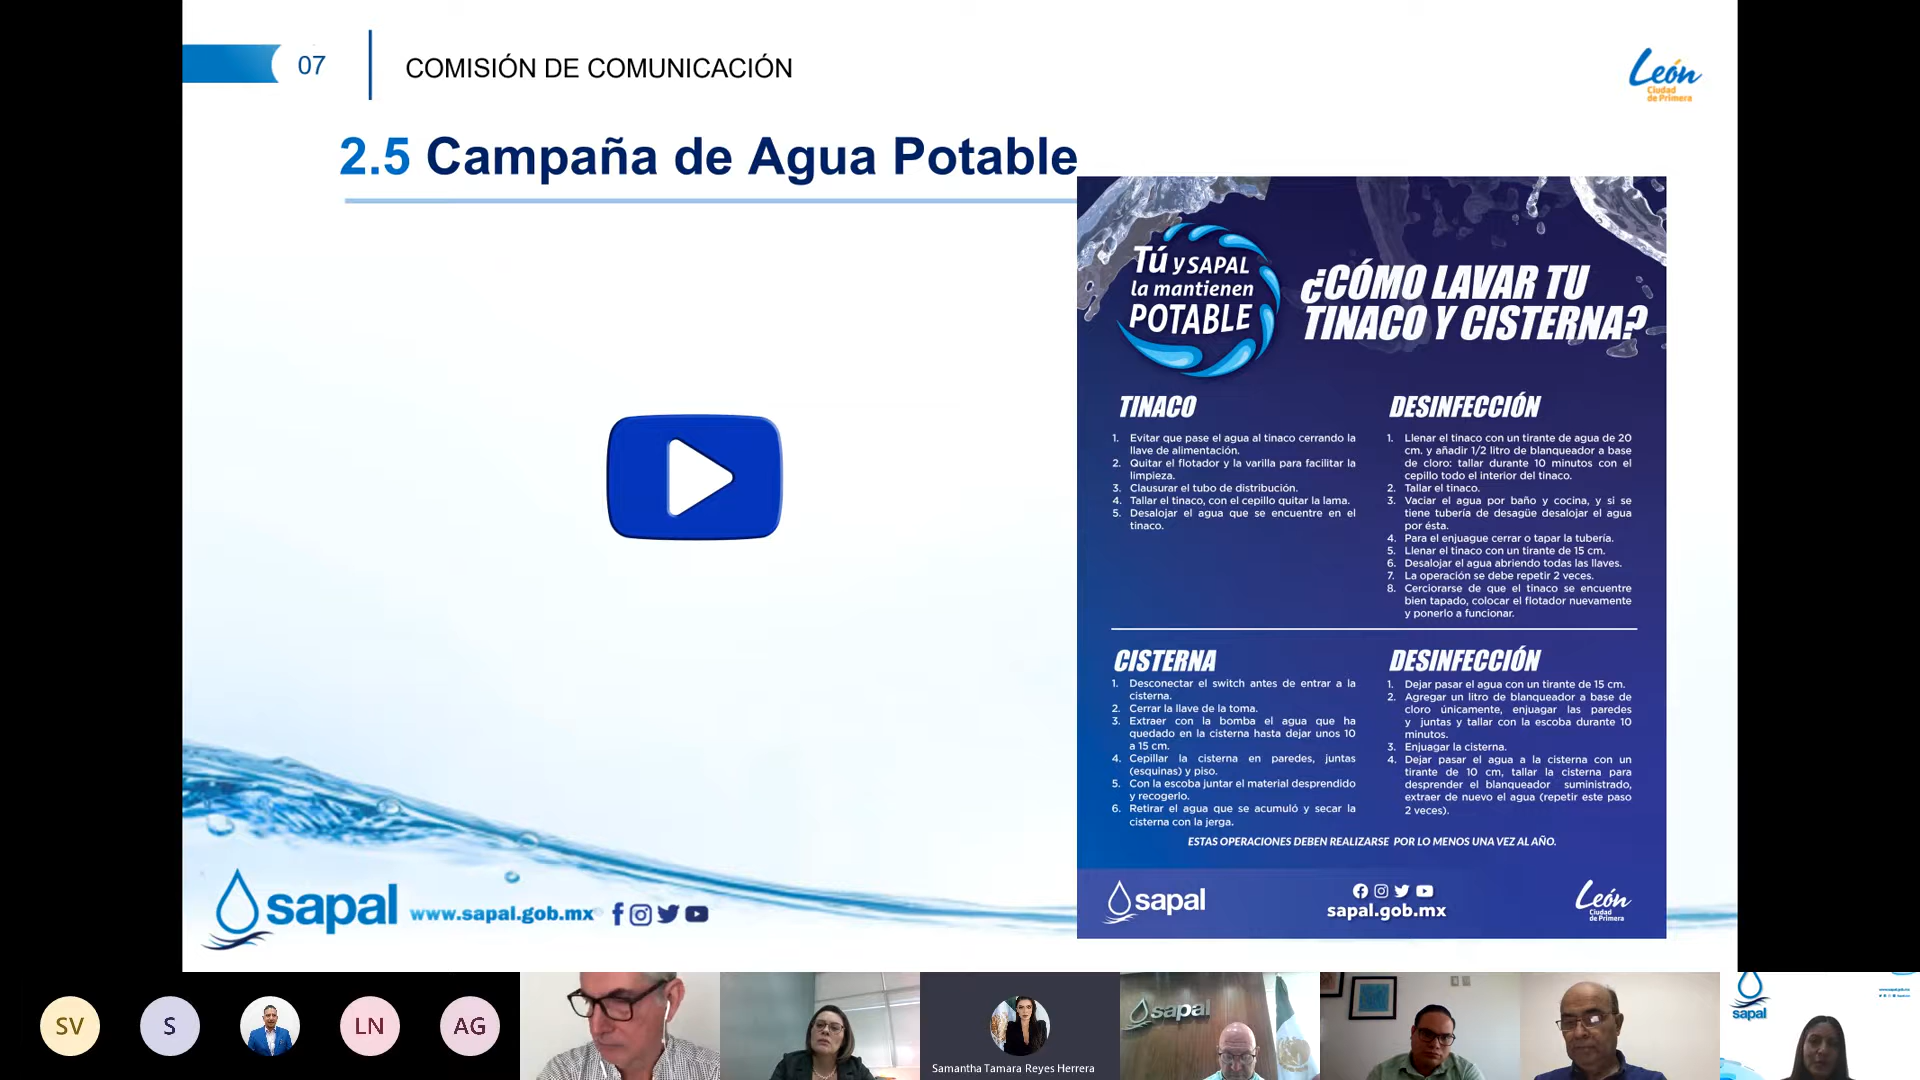 07
COMISIÓN DE COMUNICACIÓN
León
Ciudad
de Primera
2.5 Campaña de Agua Potable
Tú y SAPAL
la mantienen
POTABLE
¿CÓMO LAVAR TU
TINACO Y CISTERNA?
TINACO
1. Evitar que pase el agua al tinaco cerrando la
llave de alimentación.
2. Quitar el flotador y la varilla para facilitar la
limpieza.
3. Clausurar el tubo de distribución.
4. Tallar el tinaco, con el cepillo quitar la lama.
5. Desalojar el agua que se encuentre en el
tinaco.
DESINFECCIÓN
1. Llenar el tinaco con un tirante de agua de 20
cm. y añadir 1/2 litro de blanqueador a base
de cloro: tallar durante 10 minutos con el
cepillo todo el interior del tinaco.
2. Tallar el tinaco.
3. Vaciar el agua por baño y cocina, y si se
tiene tubería de desagüe desalojar el agua
por ésta.
4. Para el enjuague cerrar o tapar la tubería.
5. Llenar el tinaco con un tirante de 15 cm.
6. Desalojar el agua abriendo todas las llaves.
7. La operación se debe repetir 2 veces.
8. Cerciorarse de que el tinaco se encuentre
bien tapado, colocar el flotador nuevamente
y ponerlo a funcionar.
CISTERNA
1. Desconectar el switch antes de entrar a la
cisterna.
2. Cerrar la llave de la toma.
3. Extraer con la bomba el agua que ha
quedado en la cisterna hasta dejar unos 10
a 15 cm.
4. Cepillar la cisterna en paredes, juntas
(esquinas) y piso.
5. Con la escoba juntar el material desprendido
y recogerlo.
6. Retirar el agua que se acumuló y secar la
cisterna con la jerga.
DESINFECCIÓN
1. Dejar pasar el agua con un tirante de 15 cm.
2. Agregar un litro de blanqueador a base de
cloro únicamente, enjuagar las paredes
y juntas y tallar con la escoba durante 10
minutos.
3. Enjuagar la cisterna.
4. Dejar pasar el agua a la cisterna con un
tirante de 10 cm, tallar la cisterna para
desprender el blanqueador suministrado,
extraer de nuevo el agua (repetir este paso
2 veces).
ESTAS OPERACIONES DEBEN REALIZARSE POR LO MENOS UNA VEZ AL AÑO.
sapal
sapal.gob.mx
León
Ciudad
de Primera
sapal www.sapal.gob.mx
SV
S
LN
AG
Samantha Tamara Reyes Herrera
sapal
sapal